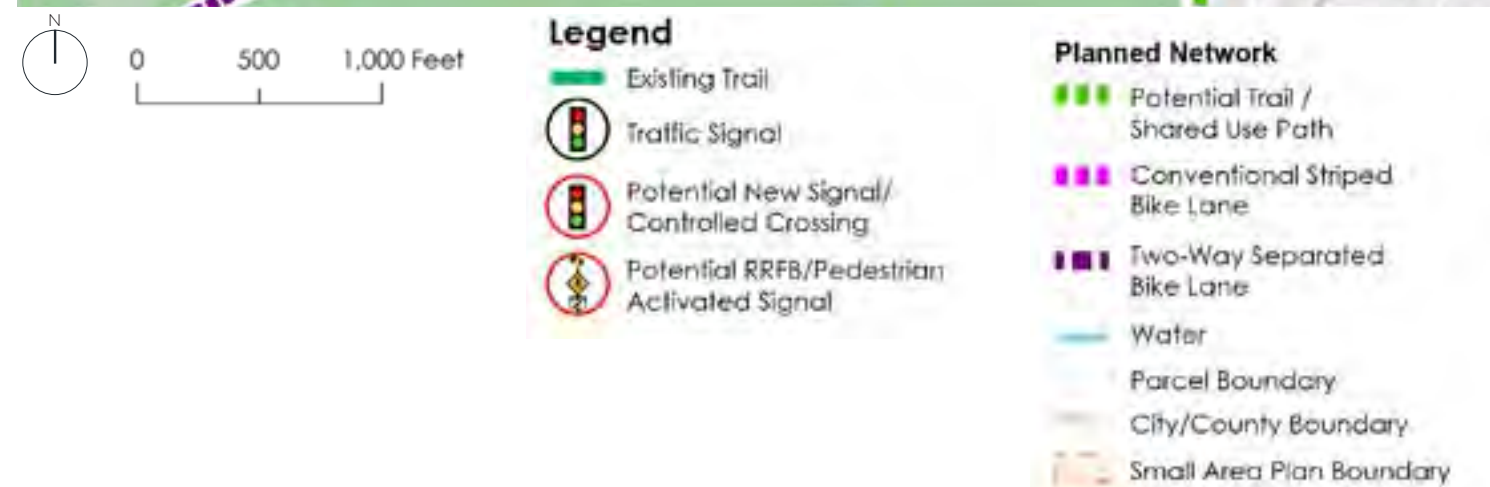 N
0 500 1,000 Feet
Legend
Existing Trail
Traffic Signal
Potential New Signal/
Controlled Crossing
Potential RRFB/Pedestrian
Activated Signal
Planned Network
Potential Trail /
Shared Use Path
Conventional Striped
Bike Lane
Two-Way Separated
Bike Lane
Water
Parcel Boundary
City/County Boundary
Small Area Plan Boundary